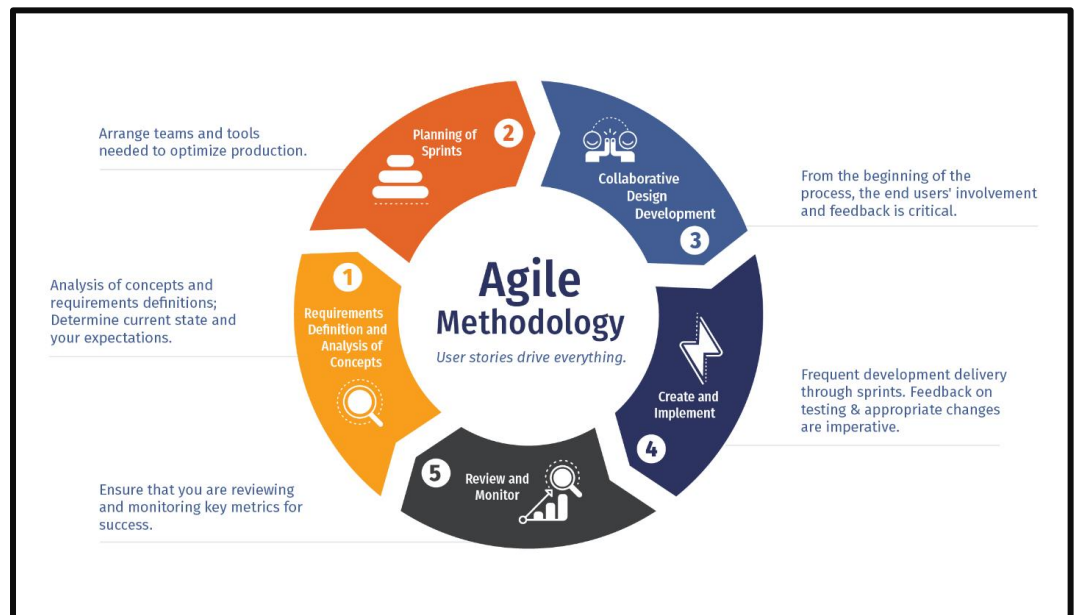 Agile
Methodology
User stories drive everything.
1
Requirements
Definition and
Analysis of
Concepts
Analysis of concepts and
requirements definitions;
Determine current state and
your expectations.
2
Planning of
Sprints
Arrange teams and tools
needed to optimize production.
Collaborative
Design
Development
3
From the beginning of the
process, the end users' involvement
and feedback is critical.
Create and
Implement
4
Frequent development delivery
through sprints. Feedback on
testing & appropriate changes
are imperative.
5
Review and
Monitor
Ensure that you are reviewing
and monitoring key metrics for
success.